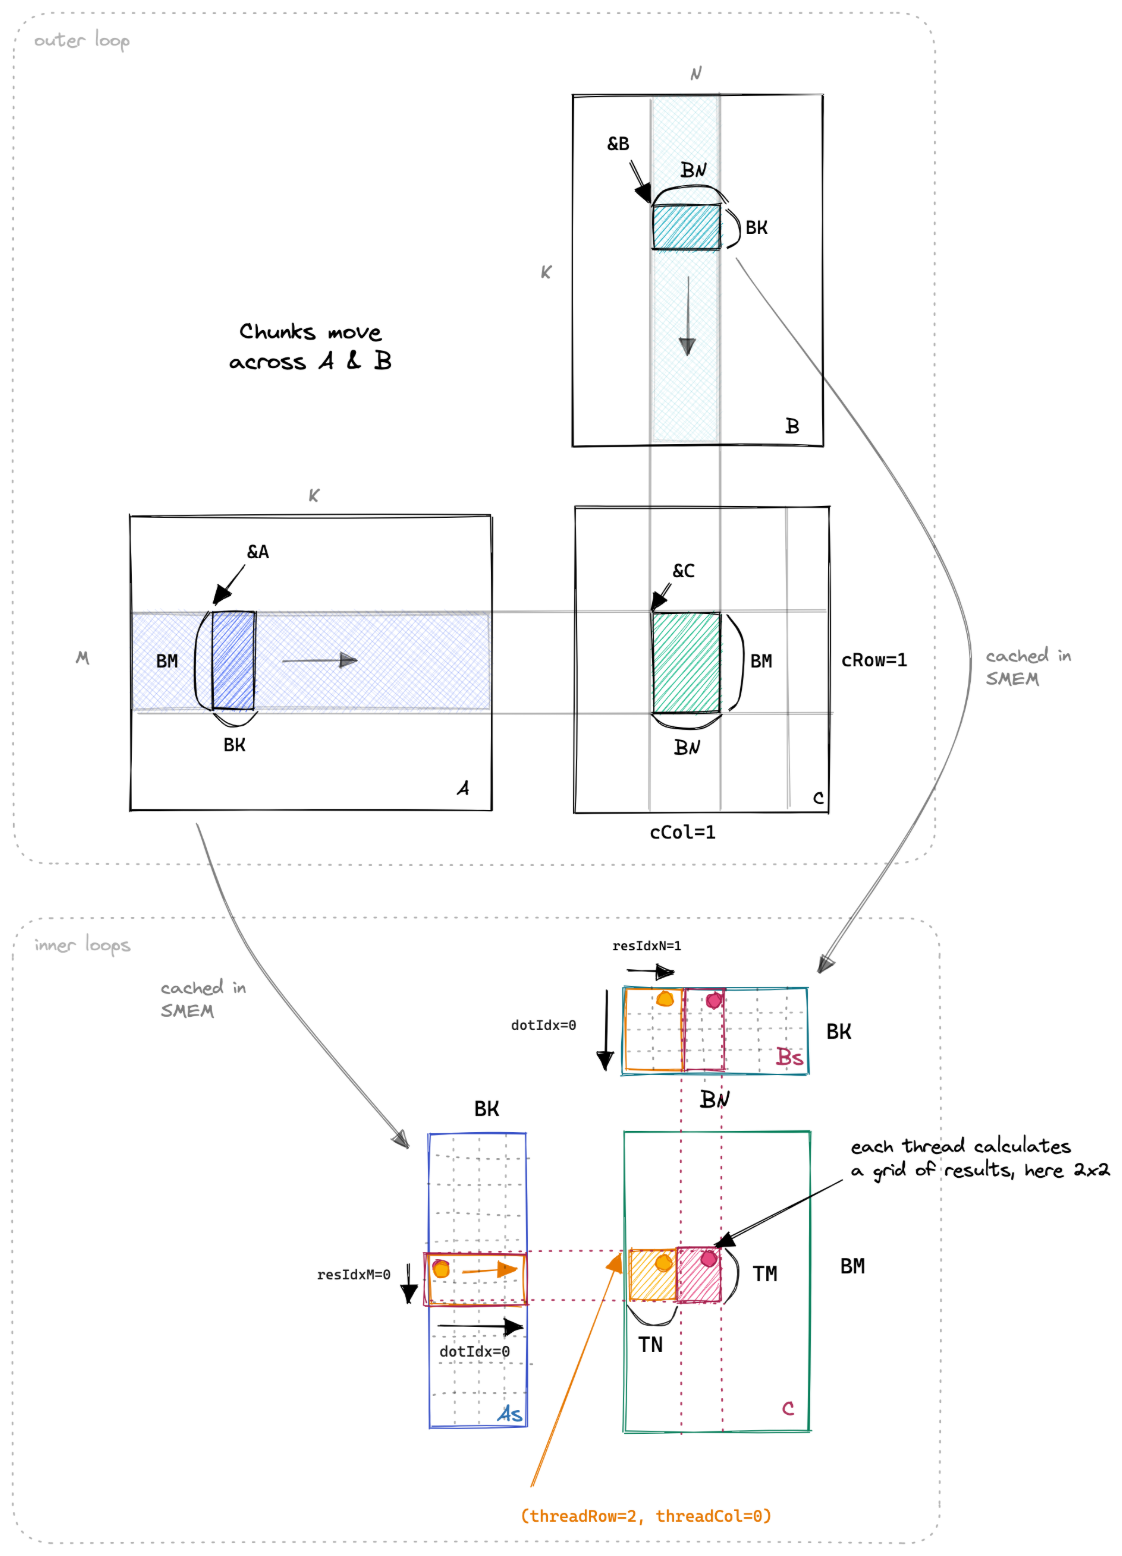 outer loop
N
&B
BN
BK
K
Chunks move
across A & B
B
K
&A
&C
M
BM
BM
cRow=1
cached in
SMEM
BK
BN
A
C
cCol=1
inner loops
resIdxN=1
cached in
SMEM
dotIdx=0
BK
Bs
BN
BK
each thread calculates
a grid of results, here 2x2
resIdxM=0
TM
BM
dotIdx=0
TN
As
C
(threadRow=2, threadCol=0)